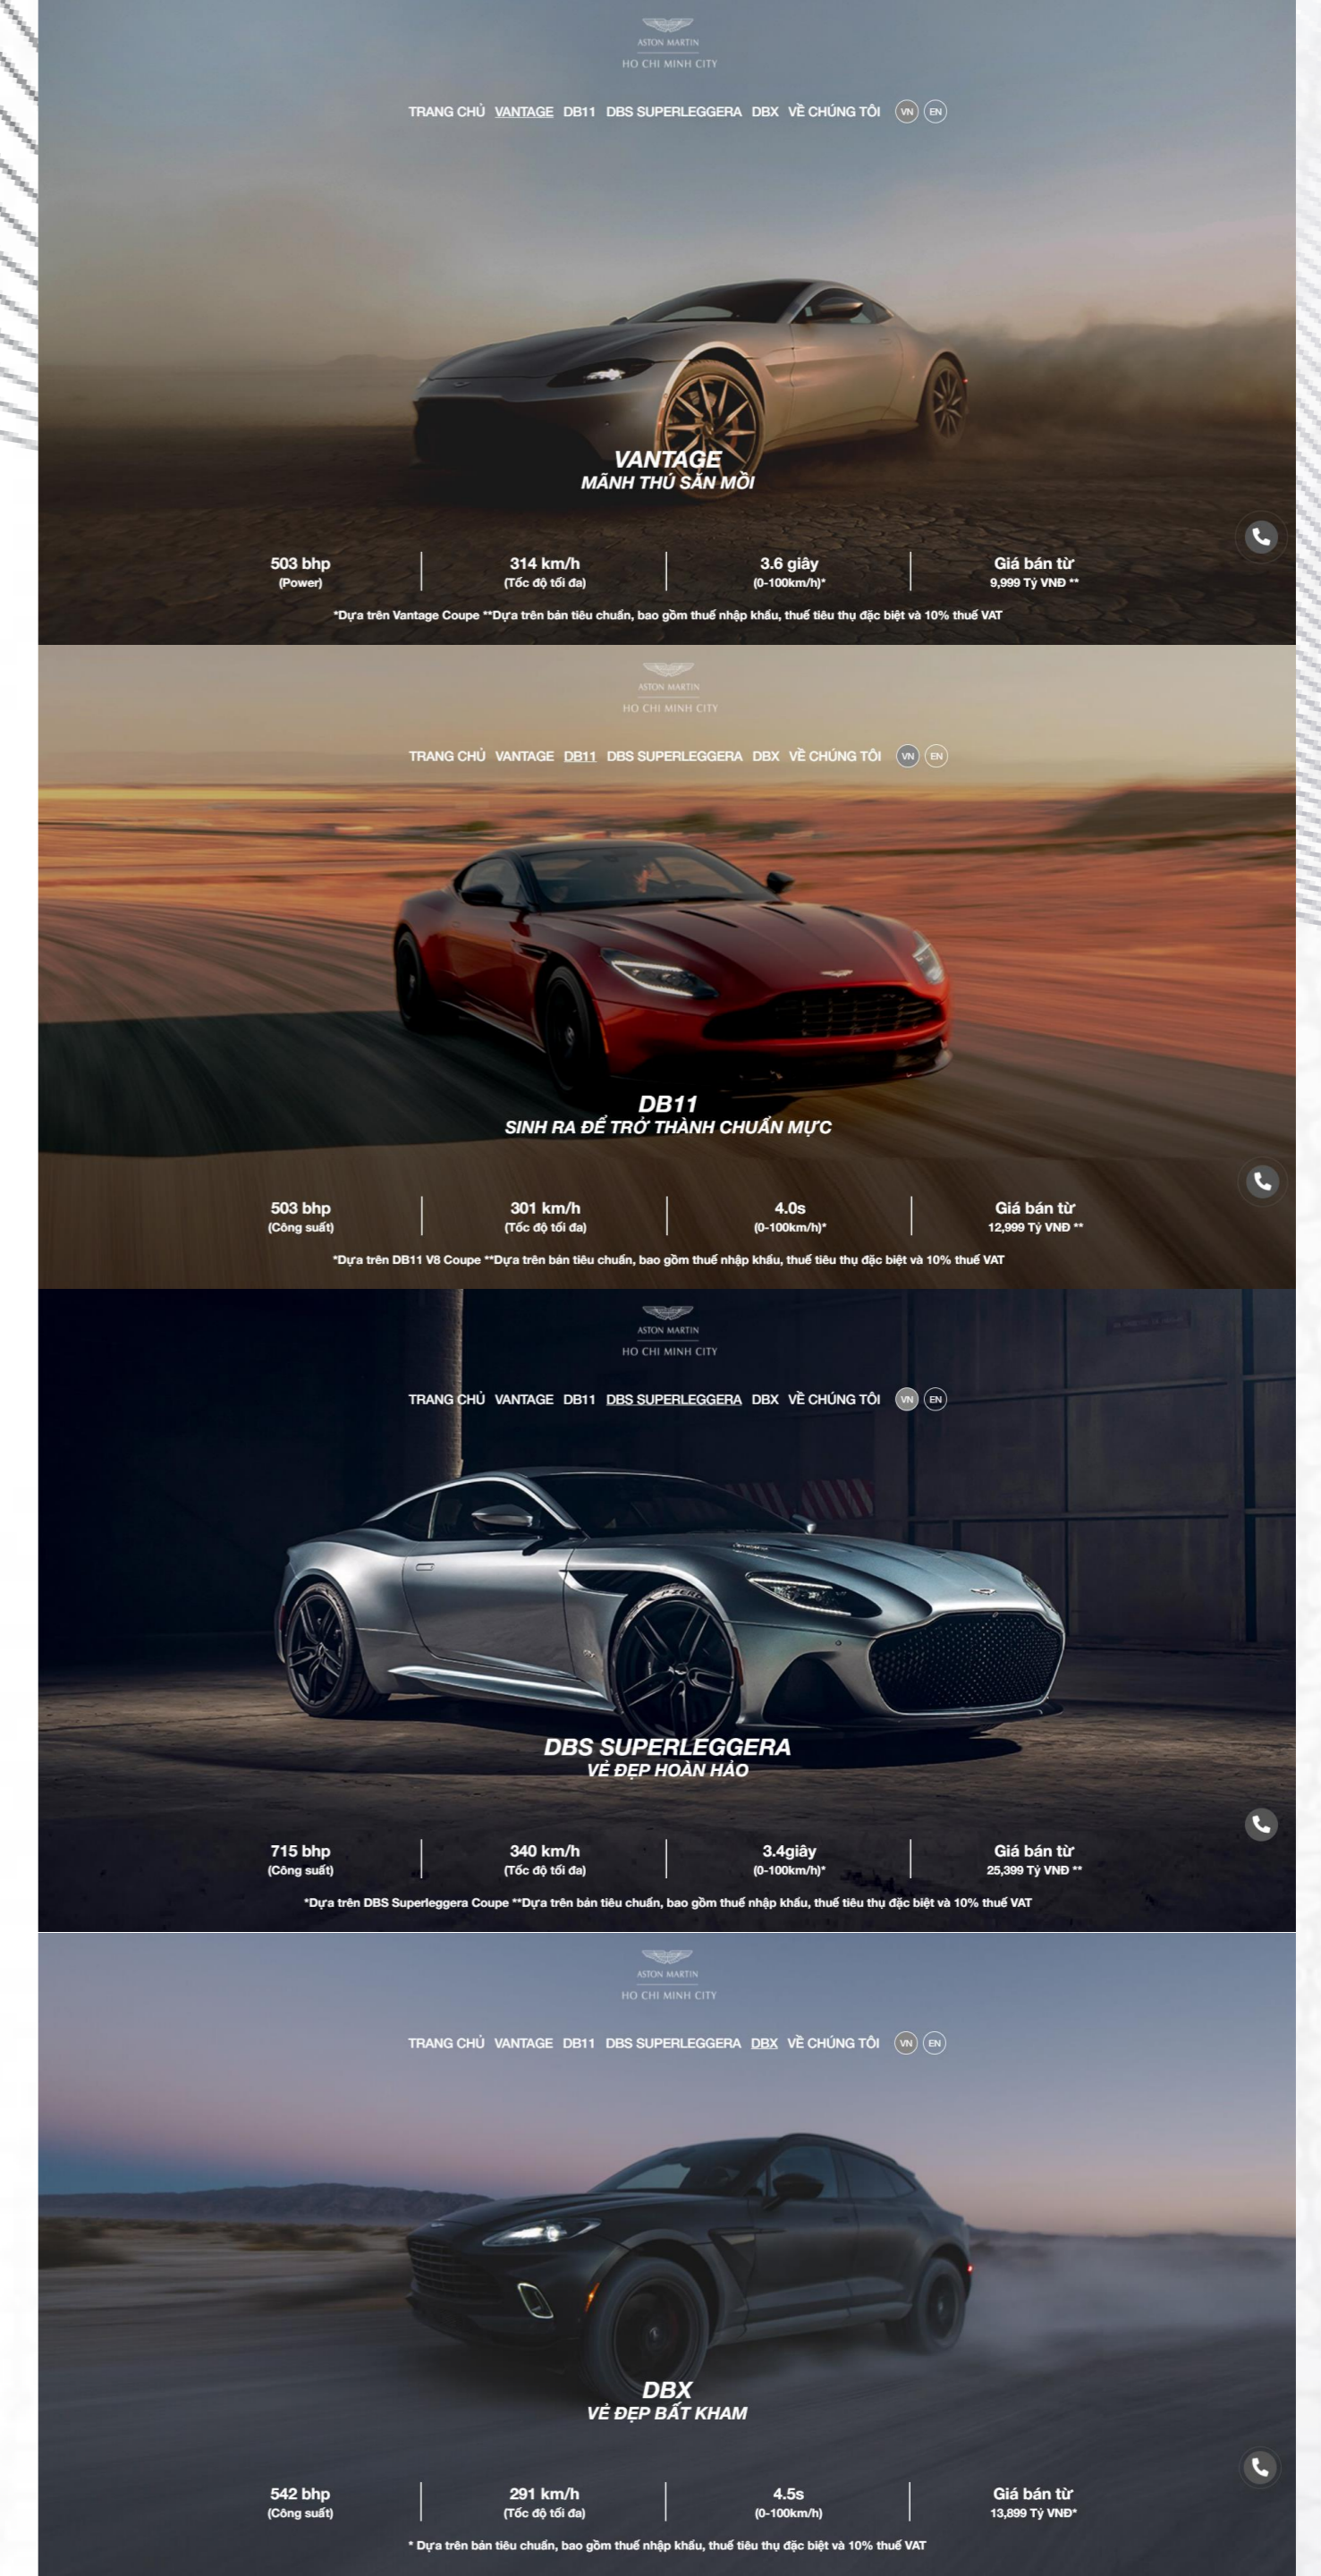 ASTON MARTIN
HO CHI MINH CITY
TRANG CHỦ VANTAGE DB11 DBS SUPERLEGGERA DBX VỀ CHÚNG TÔI VN EN
VANTAGE
MÃNH THÚ SĂN MỒI
503 bhp 314 km/h 3.6 giây Giá bán từ
(Power) (Tốc độ tối đa) (0-100km/h)* 9,999 Tỷ VNĐ **
*Dựa trên Vantage Coupe **Dựa trên bản tiêu chuẩn, bao gồm thuế nhập khẩu, thuế tiêu thụ đặc biệt và 10% thuế VAT
ASTON MARTIN
HO CHI MINH CITY
TRANG CHỦ VANTAGE DB11 DBS SUPERLEGGERA DBX VỀ CHÚNG TÔI VN EN
DB11
SINH RA ĐỂ TRỞ THÀNH CHUẨN MỰC
503 bhp 301 km/h 4.0s Giá bán từ
(Công suất) (Tốc độ tối đa) (0-100km/h)* 12,999 Tỷ VNĐ **
*Dựa trên DB11 V8 Coupe **Dựa trên bản tiêu chuẩn, bao gồm thuế nhập khẩu, thuế tiêu thụ đặc biệt và 10% thuế VAT
ASTON MARTIN
HO CHI MINH CITY
TRANG CHỦ VANTAGE DB11 DBS SUPERLEGGERA DBX VỀ CHÚNG TÔI VN EN
DBS SUPERLEGGERA
VẺ ĐẸP HOÀN HẢO
715 bhp 340 km/h 3.4giây Giá bán từ
(Công suất) (Tốc độ tối đa) (0-100km/h)* 25,399 Tỷ VNĐ **
*Dựa trên DBS Superleggera Coupe **Dựa trên bản tiêu chuẩn, bao gồm thuế nhập khẩu, thuế tiêu thụ đặc biệt và 10% thuế VAT
ASTON MARTIN
HO CHI MINH CITY
TRANG CHỦ VANTAGE DB11 DBS SUPERLEGGERA DBX VỀ CHÚNG TÔI VN EN
DBX
VẺ ĐẸP BẤT KHAM
542 bhp 291 km/h 4.5s Giá bán từ
(Công suất) (Tốc độ tối đa) (0-100km/h) 13,899 Tỷ VNĐ*
* Dựa trên bản tiêu chuẩn, bao gồm thuế nhập khẩu, thuế tiêu thụ đặc biệt và 10% thuế VAT